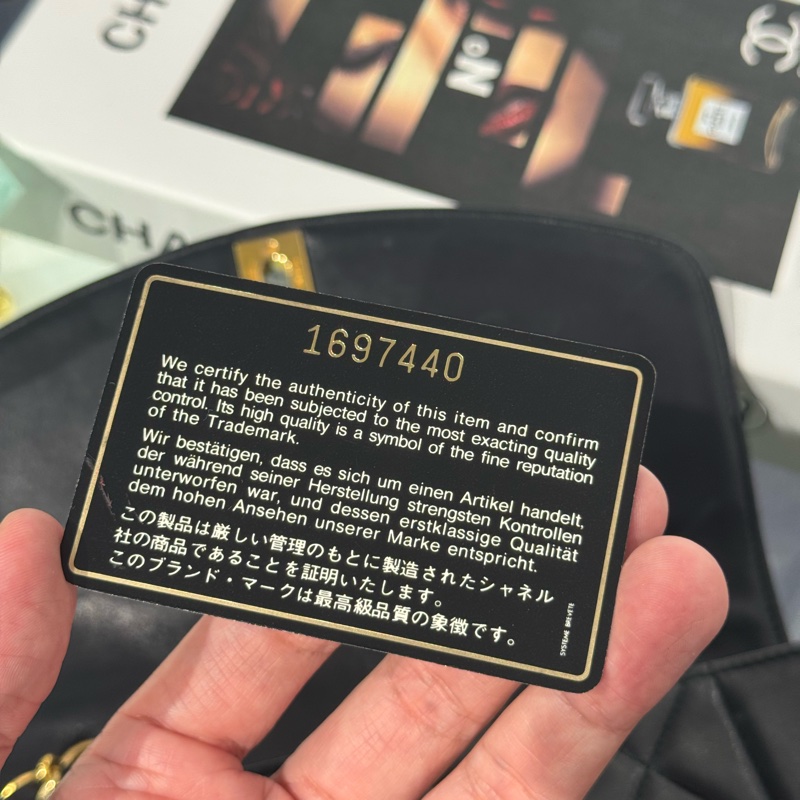 CH
Nº
CHA
1697440
We certify the authenticity of this item and confirm
that it has been subjected to the most exacting quality
control. Its high quality is a symbol of the fine reputation
of the Trademark.
Wir bestätigen, dass es sich um einen Artikel handelt,
der während seiner Herstellung strengsten Kontrollen
unterworfen war, und dessen erstklassige Qualität
dem hohen Ansehen unserer Marke entspricht.
この製品は厳しい管理のもとに製造されたシャネル
社の商品であることを証明いたします。
このブランド・マークは最高級品質の象徴です。
SYSTEME BREVETE